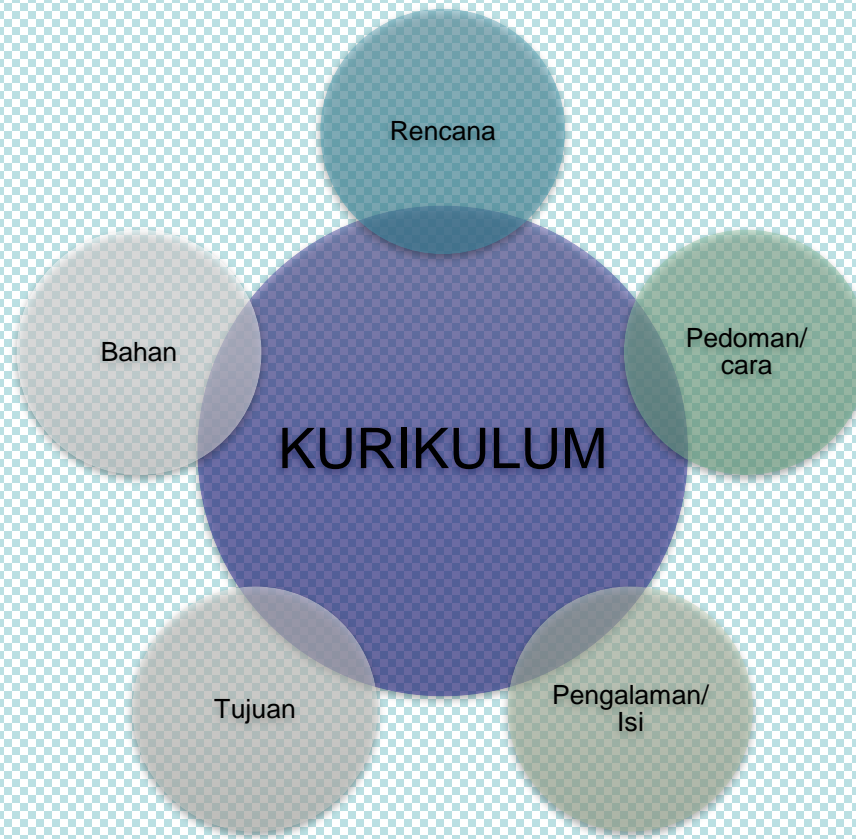 Rencana
Pedoman/
cara
Pengalaman/
Isi
Tujuan
Bahan
KURIKULUM